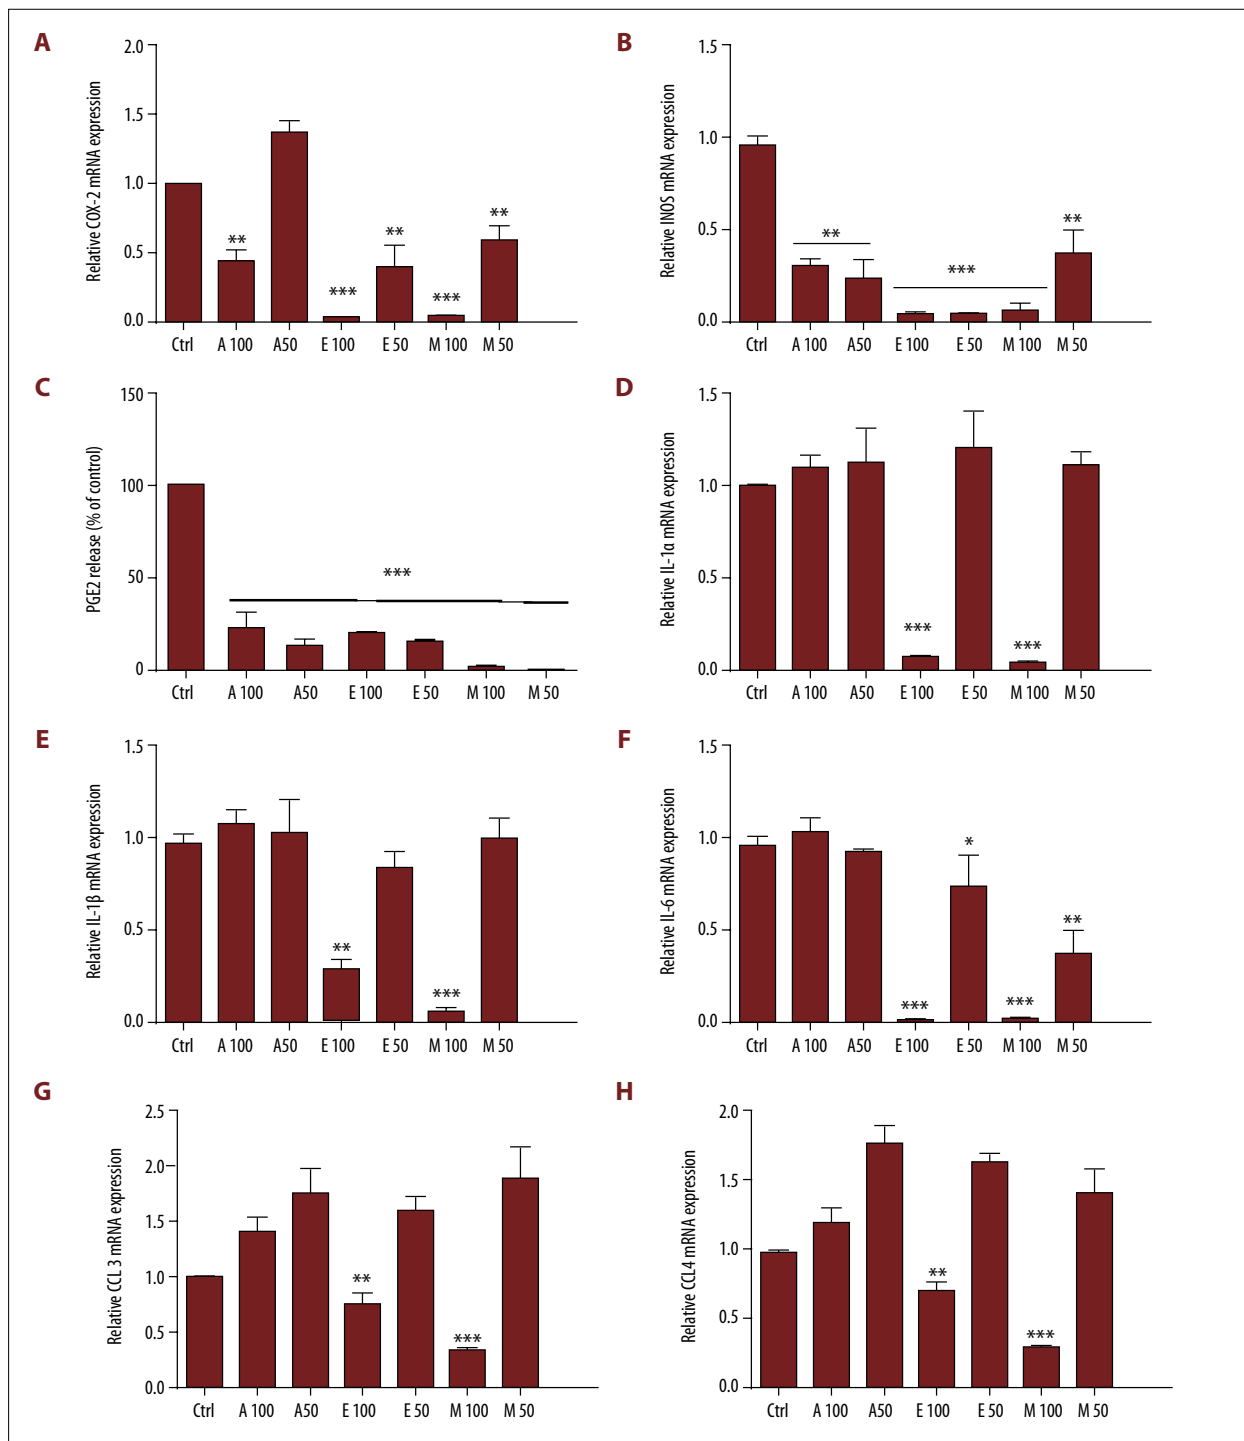 A
Relative COX-2 mRNA expression
2.0
1.5
1.0
0.5
0.0
**
***
**
***
**
Ctrl A 100 A50 E 100 E 50 M 100 M 50
B
Relative INOS mRNA expression
1.5
1.0
0.5
0.0
**
***
**
Ctrl A 100 A50 E 100 E 50 M 100 M 50
C
PGE2 release (% of control)
150
100
50
0
***
Ctrl A 100 A50 E 100 E 50 M 100 M 50
D
Relative IL-1α mRNA expression
1.5
1.0
0.5
0.0
***
***
Ctrl A 100 A50 E 100 E 50 M 100 M 50
E
Relative IL-1β mRNA expression
1.5
1.0
0.5
0.0
**
***
Ctrl A 100 A50 E 100 E 50 M 100 M 50
F
Relative IL-6 mRNA expression
1.5
1.0
0.5
0.0
***
*
***
**
Ctrl A 100 A50 E 100 E 50 M 100 M 50
G
Relative CCL 3 mRNA expression
2.5
2.0
1.5
1.0
0.5
0.0
**
***
Ctrl A 100 A50 E 100 E 50 M 100 M 50
H
Relative CCL4 mRNA expression
2.0
1.5
1.0
0.5
0.0
**
***
Ctrl A 100 A50 E 100 E 50 M 100 M 50